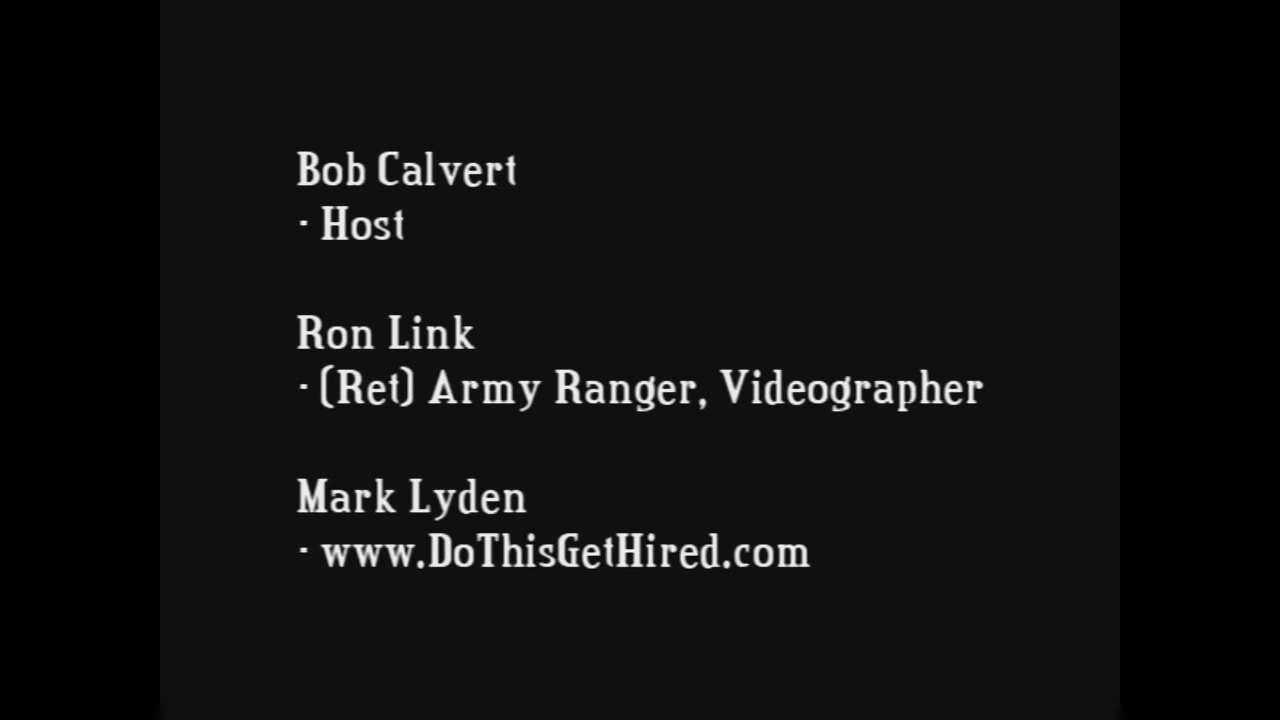 Bob Calvert
- Host
Ron Link
- (Ret) Army Ranger, Videographer
Mark Lyden
- www.DoThisGetHired.com